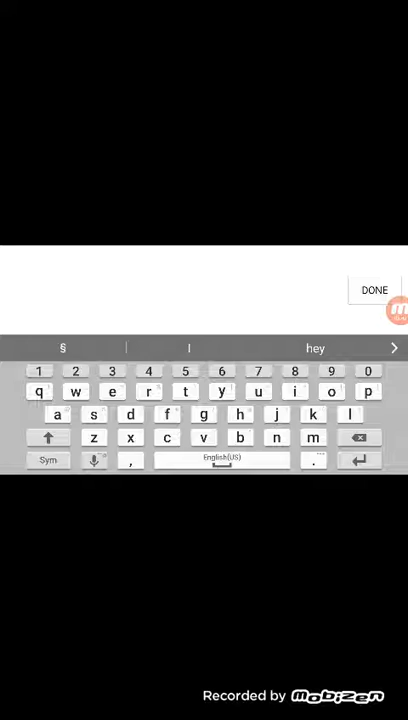 DONE
§ I hey
1 2 3 4 5 6 7 8 9 0
q w e r t y u i o p
a s d f g h j k l
z x c v b n m
Sym , English(US) .
Recorded by mobizen